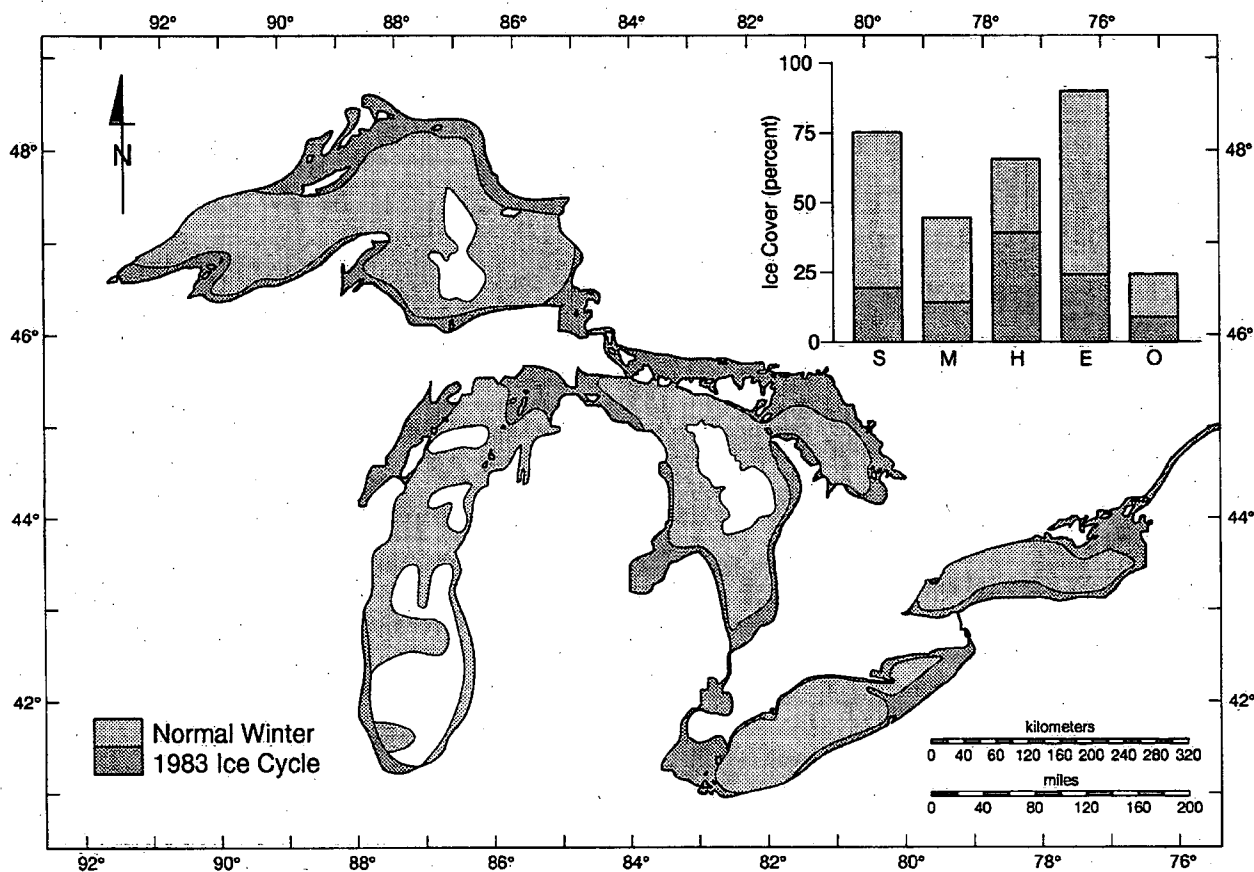 92° 90° 88° 86° 84° 82° 80° 78° 76°
N
48°
46°
44°
42°
100
75
50
25
0
Ice Cover (percent)
S M H E O
48°
46°
44°
42°
Normal Winter
1983 Ice Cycle
kilometers
0 40 80 120 160 200 240 280 320
miles
0 40 80 120 160 200
92° 90° 88° 86° 84° 82° 80° 78° 76°